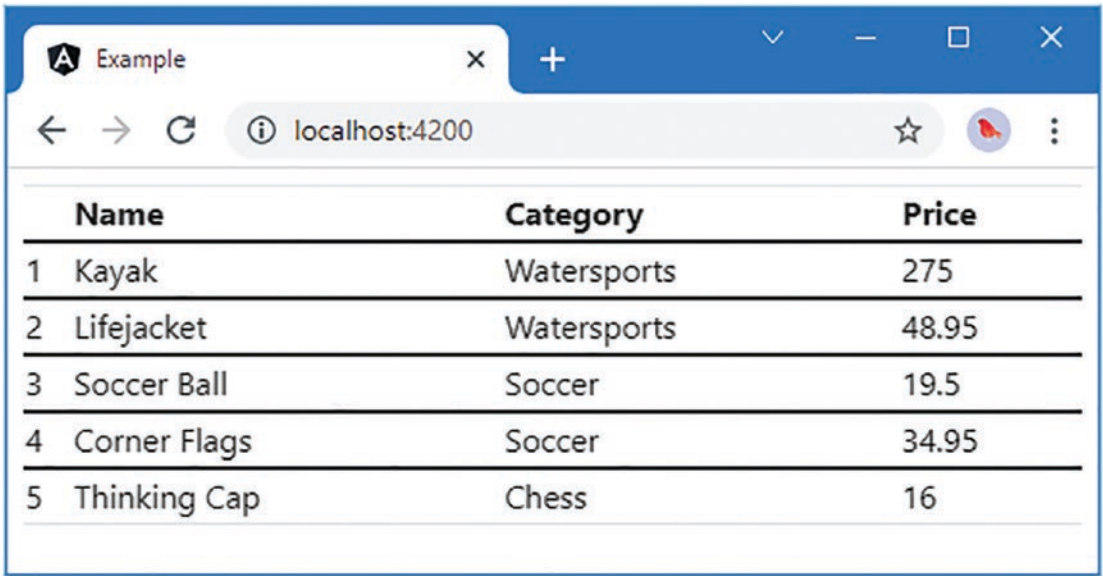 Example
localhost:4200
Name Category Price
1 Kayak Watersports 275
2 Lifejacket Watersports 48.95
3 Soccer Ball Soccer 19.5
4 Corner Flags Soccer 34.95
5 Thinking Cap Chess 16